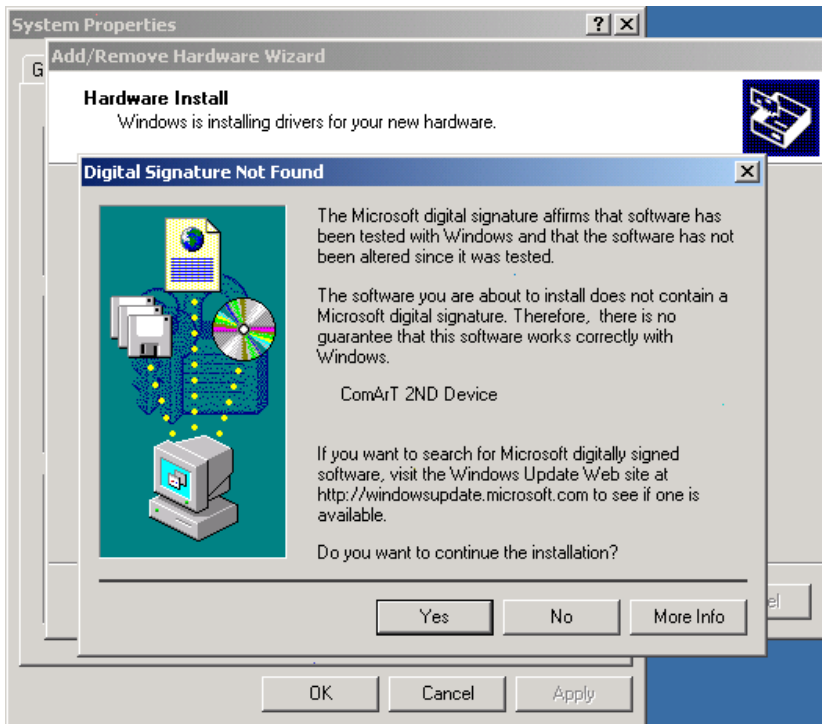 System Properties
Add/Remove Hardware Wizard
G
Hardware Install
Windows is installing drivers for your new hardware.
Digital Signature Not Found
The Microsoft digital signature affirms that software has
been tested with Windows and that the software has not
been altered since it was tested.
The software you are about to install does not contain a
Microsoft digital signature. Therefore, there is no
guarantee that this software works correctly with
Windows.
ComArT 2ND Device
If you want to search for Microsoft digitally signed
software, visit the Windows Update Web site at
http://windowsupdate.microsoft.com to see if one is
available.
Do you want to continue the installation?
Yes No More Info
el
OK Cancel Apply